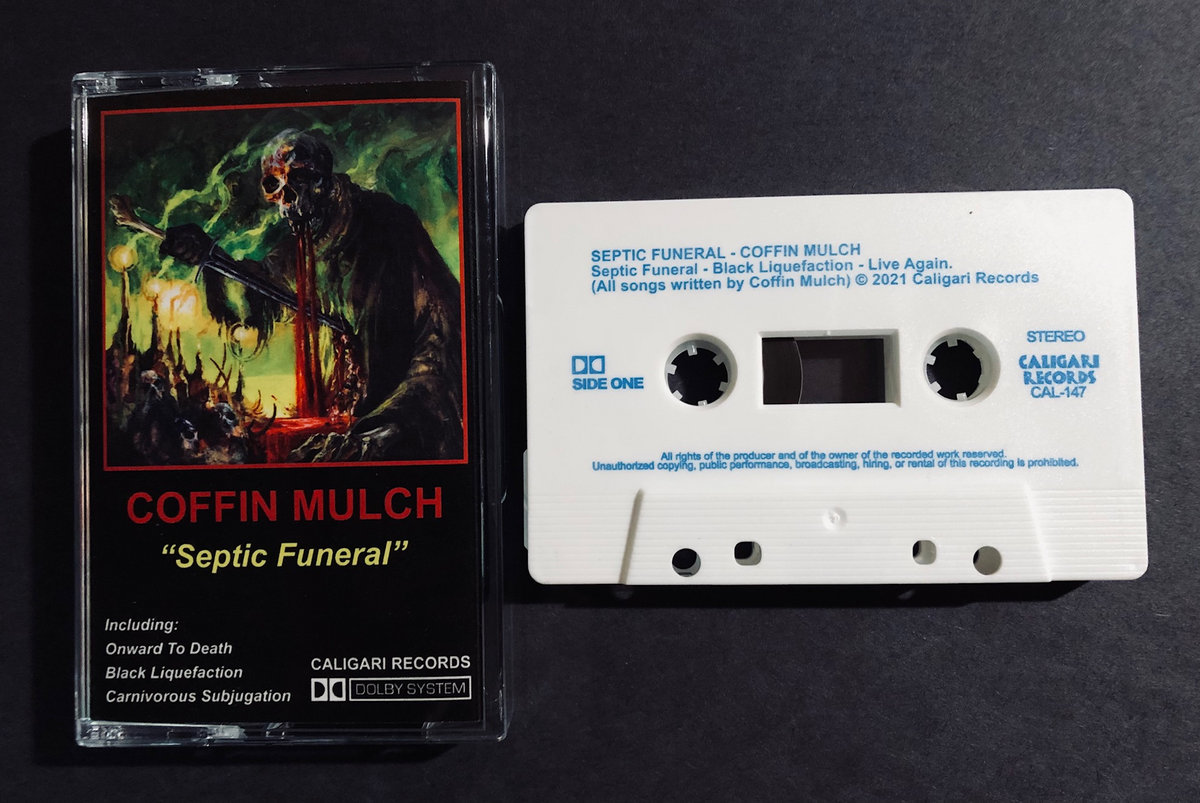 COFFIN MULCH
“Septic Funeral”
Including:
Onward To Death
Black Liquefaction
Carnivorous Subjugation
CALIGARI RECORDS
DOLBY SYSTEM
SEPTIC FUNERAL - COFFIN MULCH
Septic Funeral - Black Liquefaction - Live Again.
(All songs written by Coffin Mulch) © 2021 Caligari Records
SIDE ONE
STEREO
CALIGARI
RECORDS
CAL-147
All rights of the producer and of the owner of the recorded work reserved.
Unauthorized copying, public performance, broadcasting, hiring, or rental of this recording is prohibited.